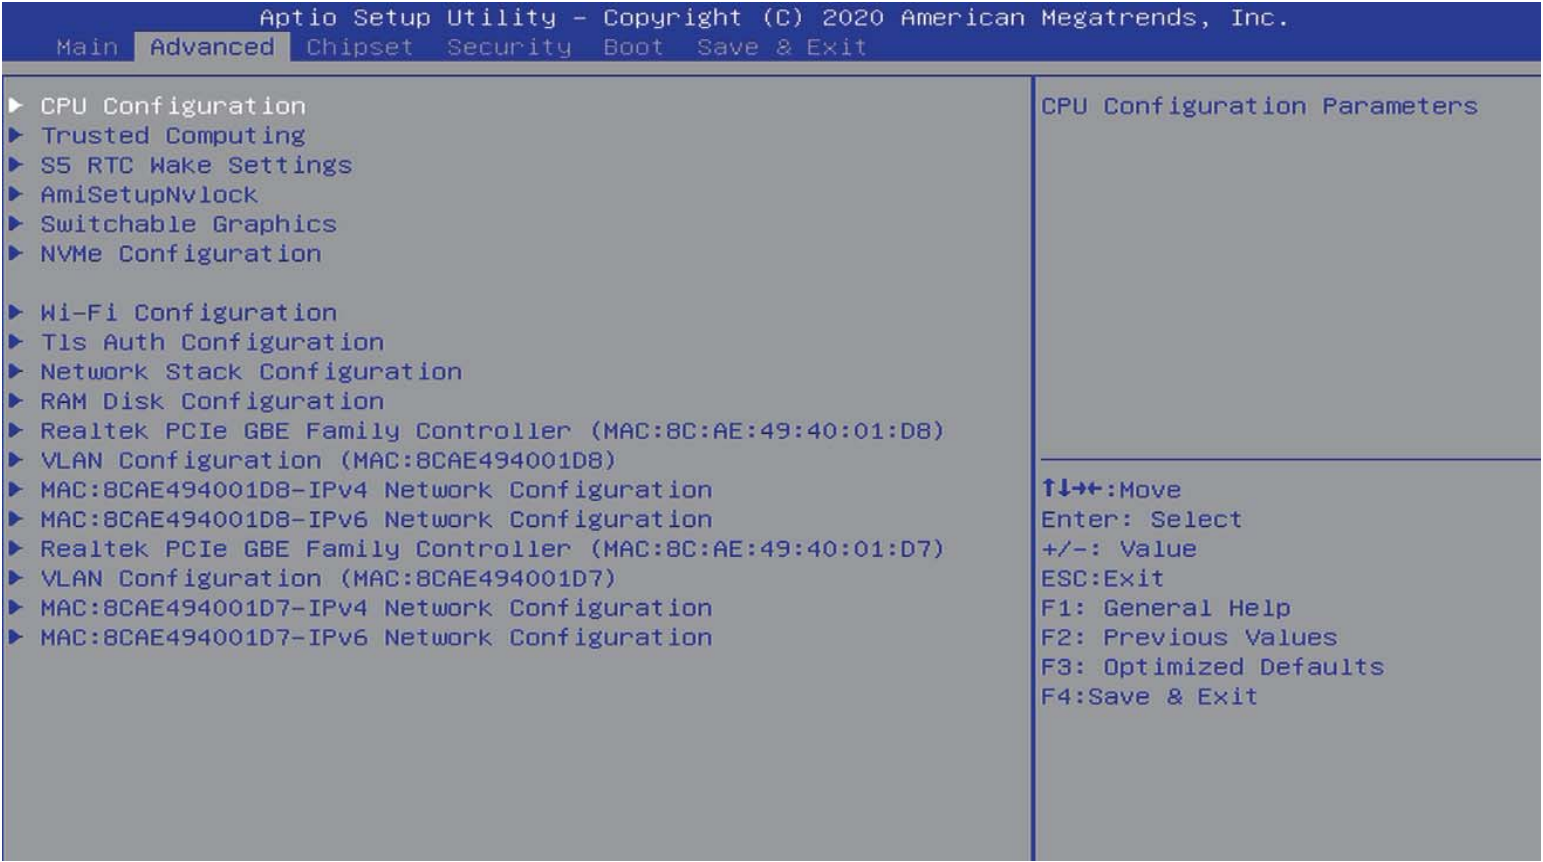 Aptio Setup Utility – Copyright (C) 2020 American Megatrends, Inc.
Main Advanced Chipset Security Boot Save & Exit
CPU Configuration
Trusted Computing
S5 RTC Wake Settings
AmiSetupNvlock
Switchable Graphics
NVMe Configuration
Wi-Fi Configuration
Tls Auth Configuration
Network Stack Configuration
RAM Disk Configuration
Realtek PCIe GBE Family Controller (MAC:8C:AE:49:40:01:D8)
VLAN Configuration (MAC:8CAE494001D8)
MAC:8CAE494001D8-IPv4 Network Configuration
MAC:8CAE494001D8-IPv6 Network Configuration
Realtek PCIe GBE Family Controller (MAC:8C:AE:49:40:01:D7)
VLAN Configuration (MAC:8CAE494001D7)
MAC:8CAE494001D7-IPv4 Network Configuration
MAC:8CAE494001D7-IPv6 Network Configuration
CPU Configuration Parameters
↑↓→←:Move
Enter: Select
+/-: Value
ESC:Exit
F1: General Help
F2: Previous Values
F3: Optimized Defaults
F4:Save & Exit